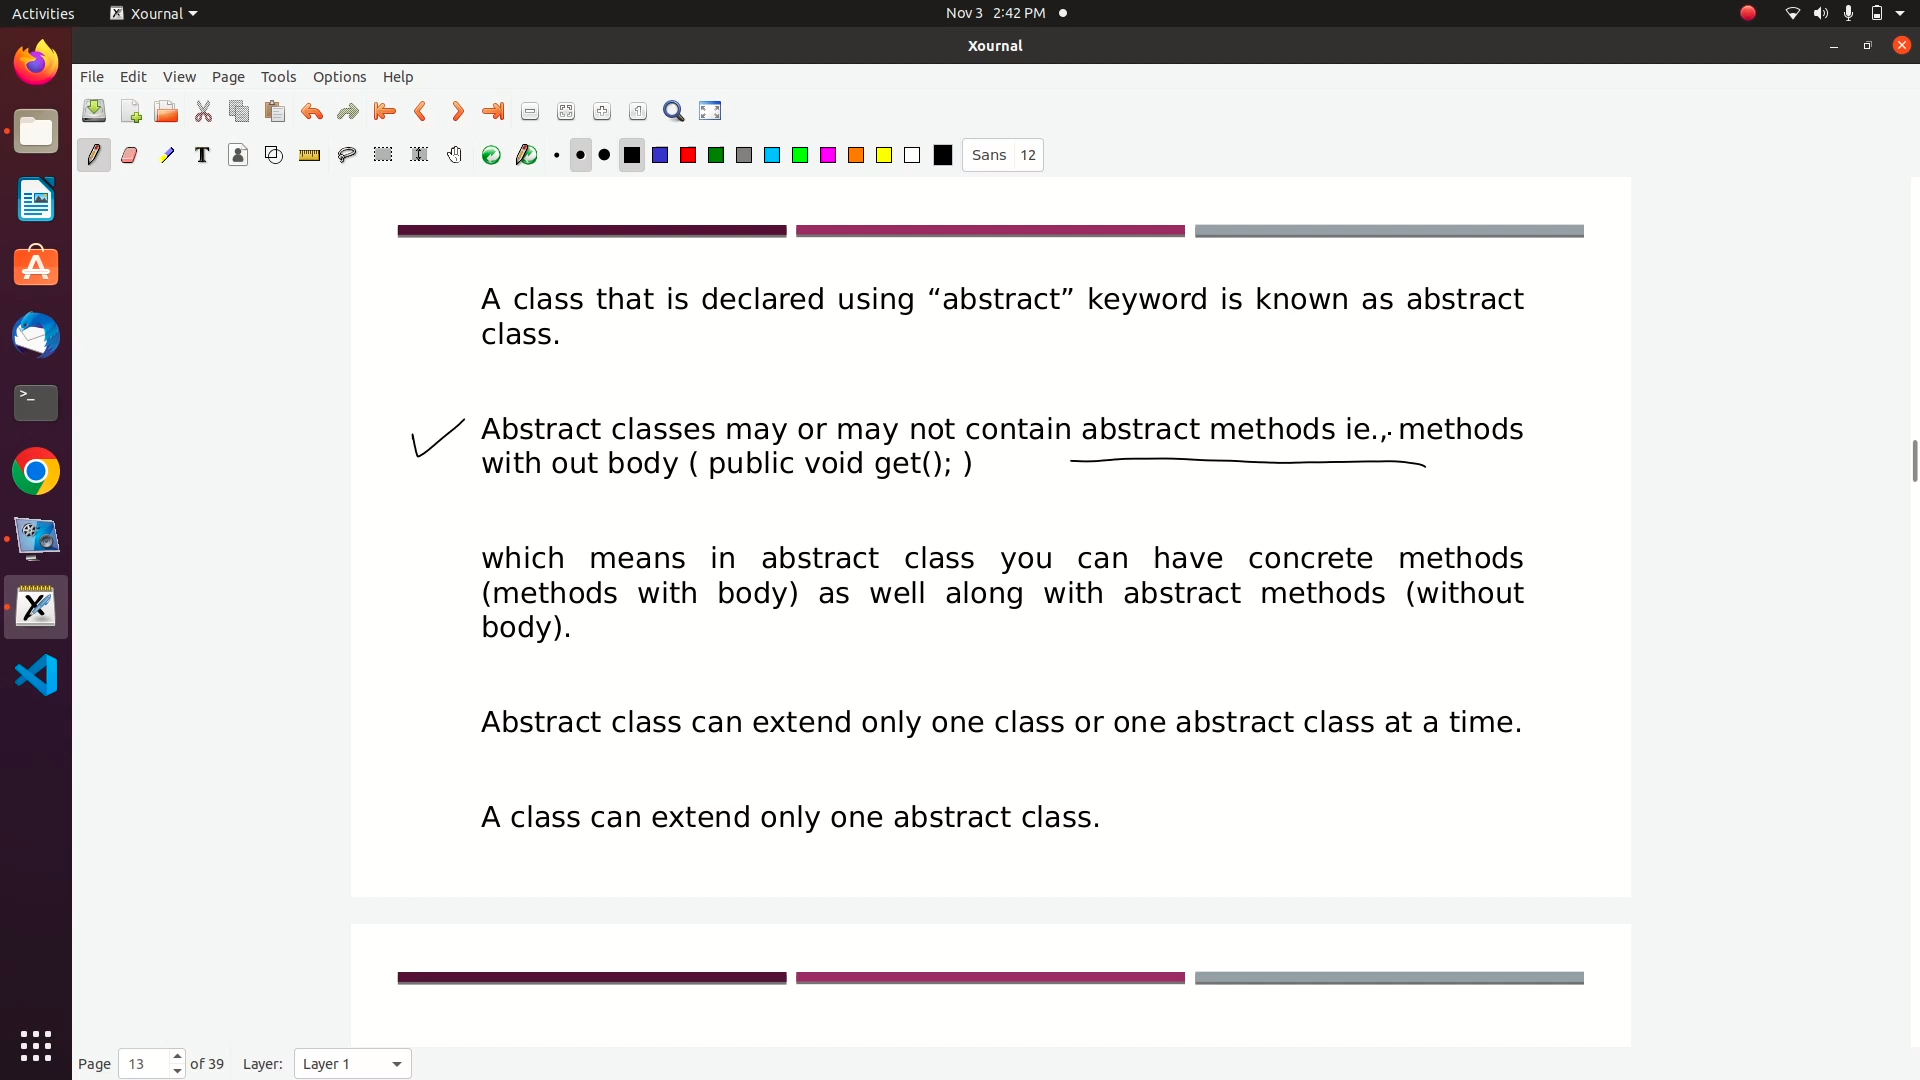 Activities
Xournal
Nov 3 2:42 PM
Xournal
File Edit View Page Tools Options Help
Sans 12
A class that is declared using “abstract” keyword is known as abstract
class.
Abstract classes may or may not contain abstract methods ie., methods
with out body ( public void get(); )
which means in abstract class you can have concrete methods
(methods with body) as well along with abstract methods (without
body).
Abstract class can extend only one class or one abstract class at a time.
A class can extend only one abstract class.
Page 13 of 39 Layer: Layer 1